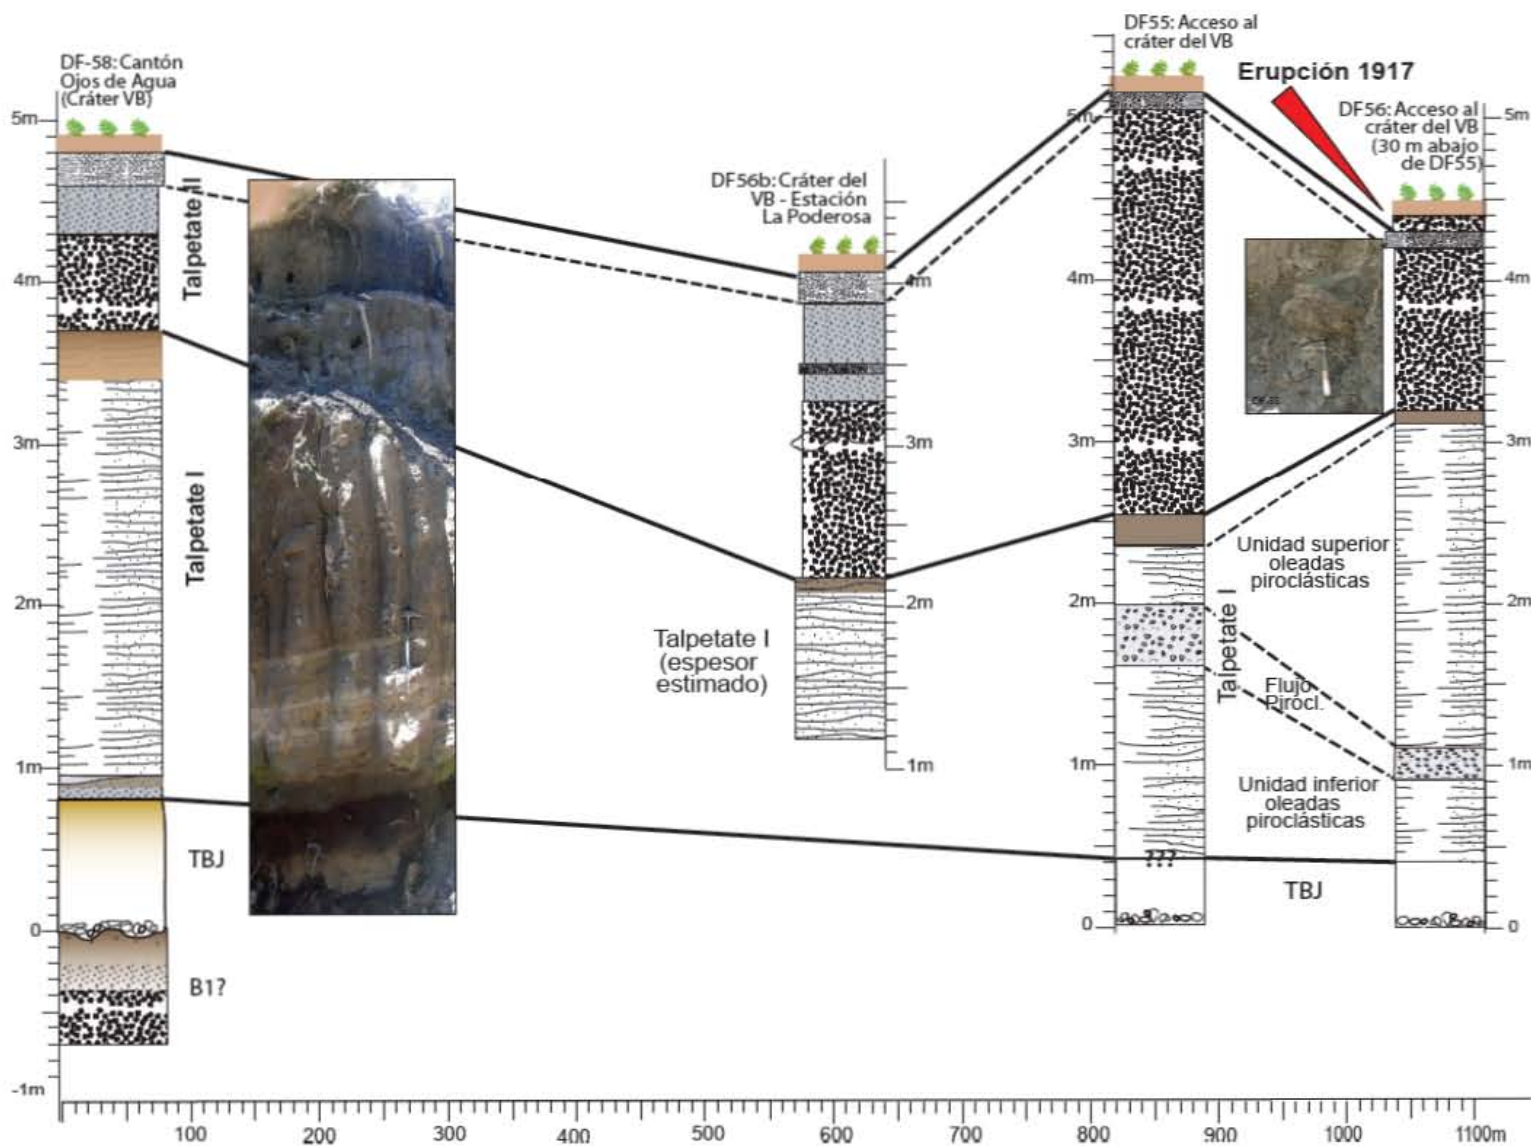 DF-58: Cantón
Ojos de Agua
(Cráter VB)
5m
4m
3m
2m
1m
0
-1m
Talpetate II
Talpetate I
TBJ
B1?
DF56b: Cráter del
VB - Estación
La Poderosa
4m
3m
2m
1m
Talpetate I
(espesor
estimado)
DF55: Acceso al
cráter del VB
5m
4m
3m
2m
1m
0
???
Talpetate I
Erupción 1917
DF56: Acceso al
cráter del VB
(30 m abajo
de DF55)
5m
4m
3m
2m
1m
0
Unidad superior
oleadas
piroclásticas
Flujo
Pirocl.
Unidad inferior
oleadas
piroclásticas
TBJ
100
200
300
400
500
600
700
800
900
1000
1100m